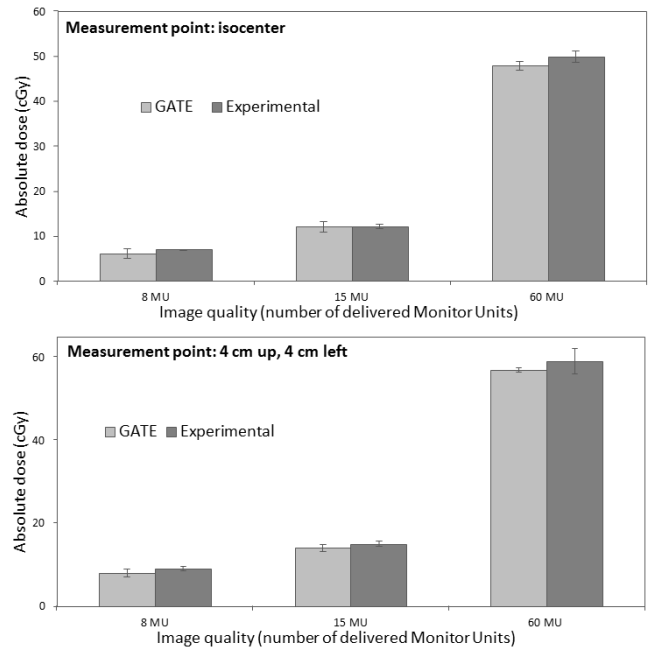 Measurement point: isocenter
60
50
40
30
20
10
0
Absolute dose (cGy)
GATE Experimental
8 MU 15 MU 60 MU
Image quality (number of delivered Monitor Units)
Measurement point: 4 cm up, 4 cm left
60
40
20
0
Absolute dose (cGy)
GATE Experimental
8 MU 15 MU 60 MU
Image quality (number of delivered Monitor Units)